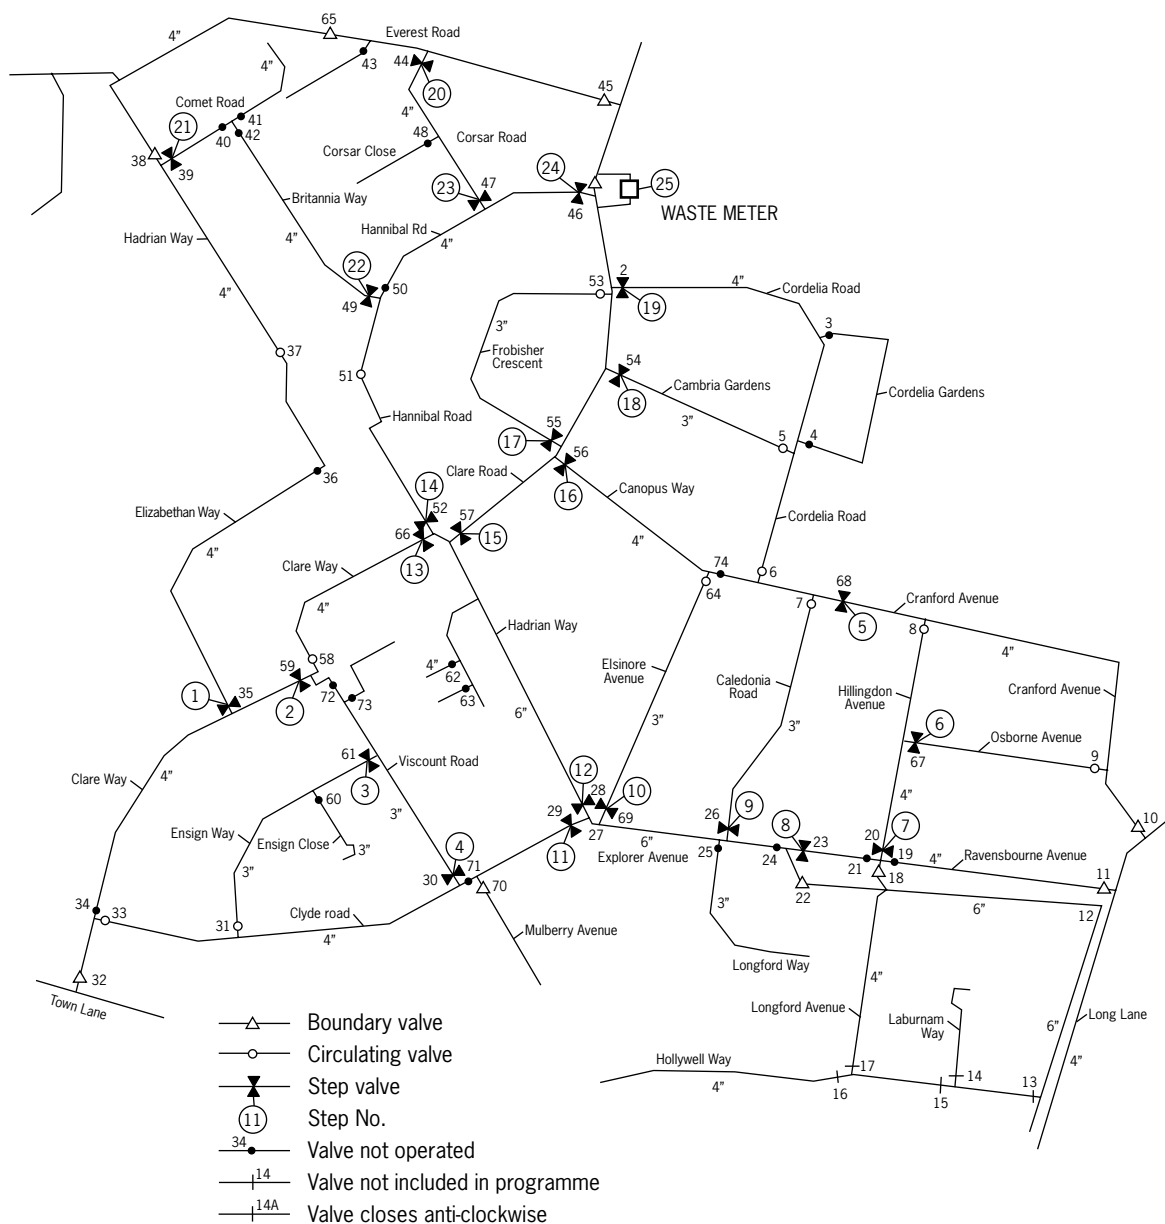 65
Everest Road
4”
43
44
20
45
4”
Comet Road
41
40
42
21
38
39
4”
48
Corsar Road
Corsar Close
Britannia Way
23
47
24
46
25
WASTE METER
Hadrian Way
4”
Hannibal Rd
4”
22
49
50
4”
53
2
19
4”
Cordelia Road
3
3”
Frobisher
Crescent
37
51
54
18
Cambria Gardens
3”
Cordelia Gardens
Hannibal Road
17
55
5
4
56
16
Clare Road
Canopus Way
36
14
52
57
66
15
13
Elizabethan Way
4”
Cordelia Road
4”
74
6
64
68
5
7
Cranford Avenue
8
4”
Clare Way
4”
Hadrian Way
58
59
1
35
2
72
73
4”
62
63
Elsinore
Avenue
Caledonia
Road
Hillingdon
Avenue
Cranford Avenue
6
Osborne Avenue
67
9
6”
3”
3”
4”
61
3
Viscount Road
Clare Way
4”
60
3”
Ensign Way
Ensign Close
3”
3”
12
28
10
29
69
27
11
26
9
8
23
20
7
10
Explorer Avenue
6”
25
24
21
19
4”
Ravensbourne Avenue
18
22
11
4
71
30
70
34
33
31
Clyde road
4”
Mulberry Avenue
3”
Longford Way
6”
12
32
Town Lane
4”
Longford Avenue
Laburnam
Way
6”
Long Lane
4”
Hollywell Way
4”
17
16
14
15
13
Boundary valve
Circulating valve
Step valve
11
Step No.
34
Valve not operated
14
Valve not included in programme
14A
Valve closes anti-clockwise